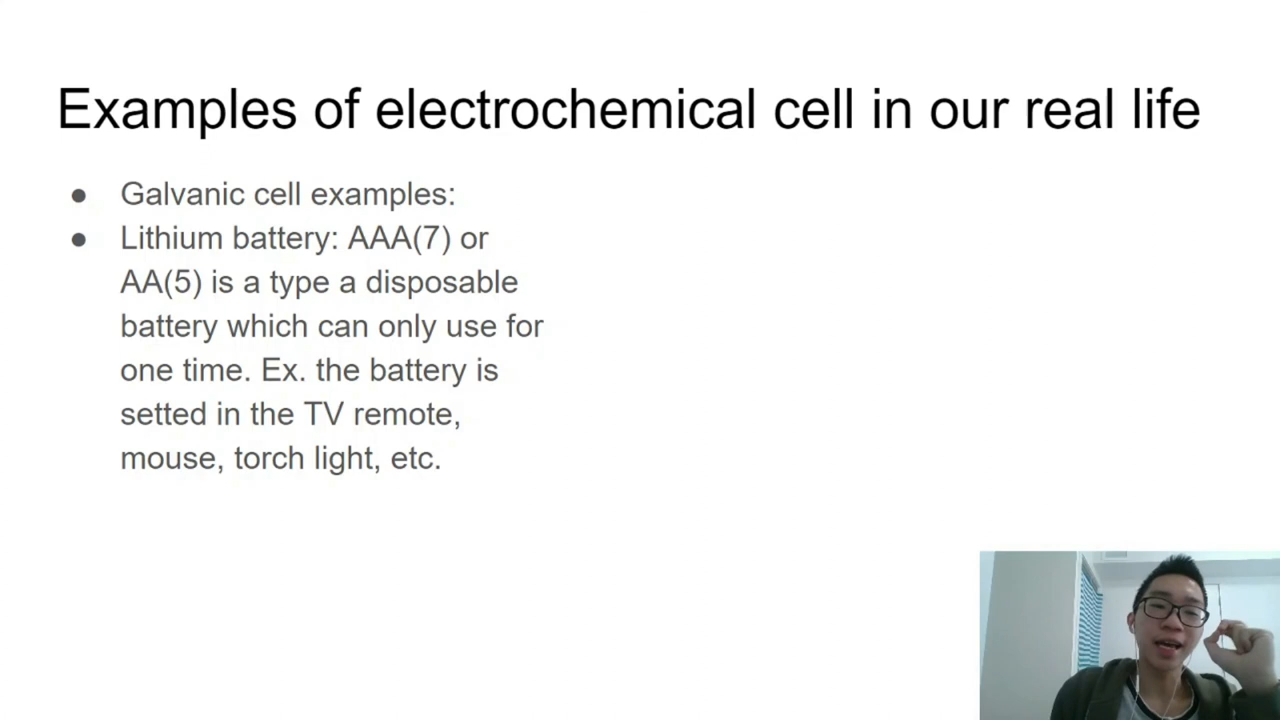 Examples of electrochemical cell in our real life
● Galvanic cell examples:
● Lithium battery: AAA(7) or
AA(5) is a type a disposable
battery which can only use for
one time. Ex. the battery is
setted in the TV remote,
mouse, torch light, etc.